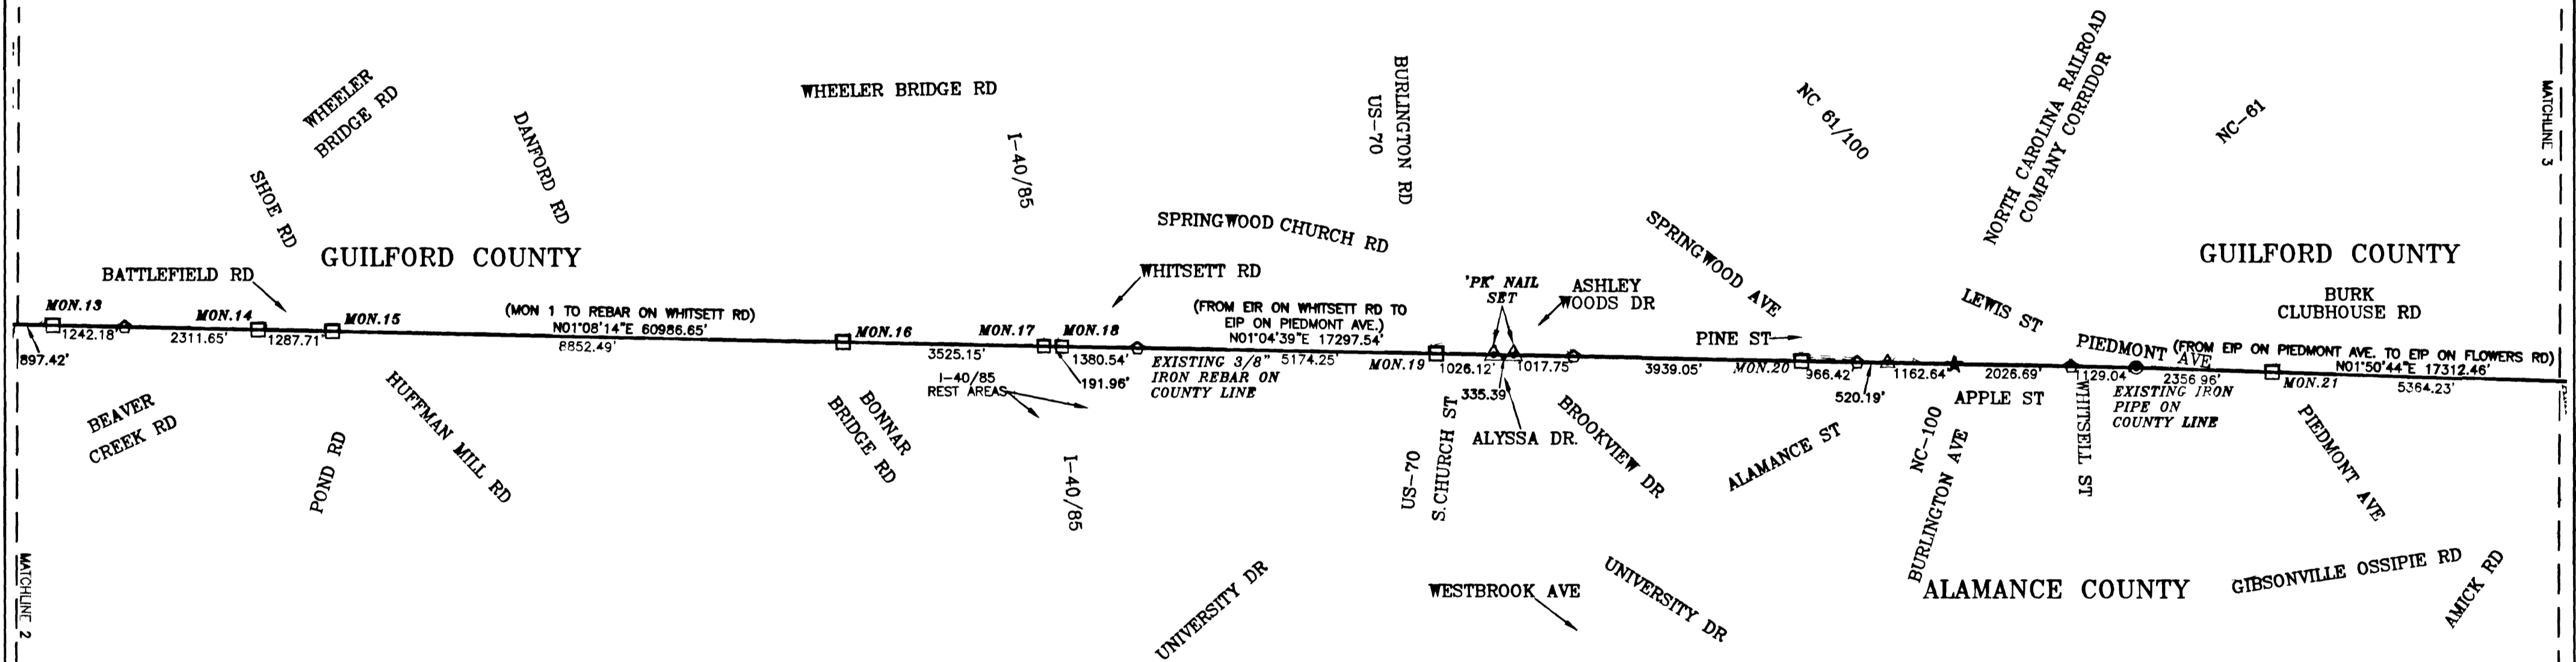 WHEELER
BRIDGE RD
SHOE RD
DANFORD RD
WHEELER BRIDGE RD
I-40/85
BURLINGTON RD
US-70
NC 61/100
NORTH CAROLINA RAILROAD
COMPANY CORRIDOR
NC-61
MATCHLINE 3
SPRINGWOOD CHURCH RD
SPRINGWOOD AVE
GUILFORD COUNTY
GUILFORD COUNTY
BATTLEFIELD RD
WHITSETT RD
'PK' NAIL
SET
ASHLEY
WOODS DR
LEWIS ST
BURK
CLUBHOUSE RD
MON.13
MON.14
MON.15
(MON 1 TO REBAR ON WHITSETT RD)
N01°08'14"E 60986.65'
MON.16
MON.17
MON.18
(FROM EIR ON WHITSETT RD TO
EIP ON PIEDMONT AVE.)
N01°04'39"E 17297.54'
PINE ST
PIEDMONT AVE
(FROM EIP ON PIEDMONT AVE. TO EIP ON FLOWERS RD)
N01°50'44"E 17312.46'
897.42'
1242.18'
2311.65'
1287.71'
8852.49'
3525.15'
191.96'
1380.54'
5174.25'
MON.19
1026.12'
335.39'
1017.75'
3939.05'
MON.20
966.42'
520.19'
1162.64'
2026.69'
1129.04'
2356.96'
MON.21
5364.23'
I-40/85
REST AREAS
EXISTING 3/8"
IRON REBAR ON
COUNTY LINE
EXISTING IRON
PIPE ON
COUNTY LINE
BEAVER
CREEK RD
POND RD
HUFFMAN MILL RD
BONNAR
BRIDGE RD
I-40/85
US-70
S.CHURCH ST
ALYSSA DR.
BROOKVIEW DR
ALAMANCE ST
NC-100
BURLINGTON AVE
APPLE ST
WHITSELL ST
PIEDMONT AVE
MATCHLINE 2
UNIVERSITY DR
WESTBROOK AVE
UNIVERSITY DR
ALAMANCE COUNTY
GIBSONVILLE OSSIPIE RD
AMICK RD